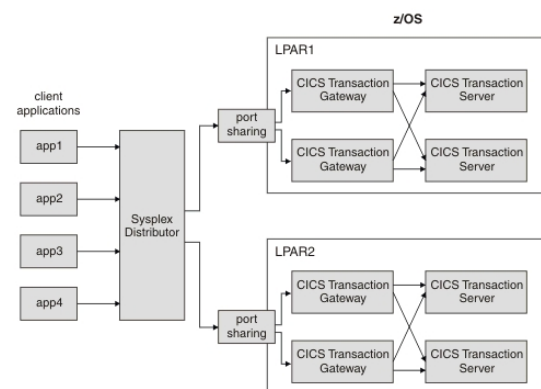 z/OS
LPAR1
client
applications
app1
app2
app3
app4
Sysplex
Distributor
port
sharing
CICS Transaction
Gateway
CICS Transaction
Server
CICS Transaction
Gateway
CICS Transaction
Server
LPAR2
port
sharing
CICS Transaction
Gateway
CICS Transaction
Server
CICS Transaction
Gateway
CICS Transaction
Server